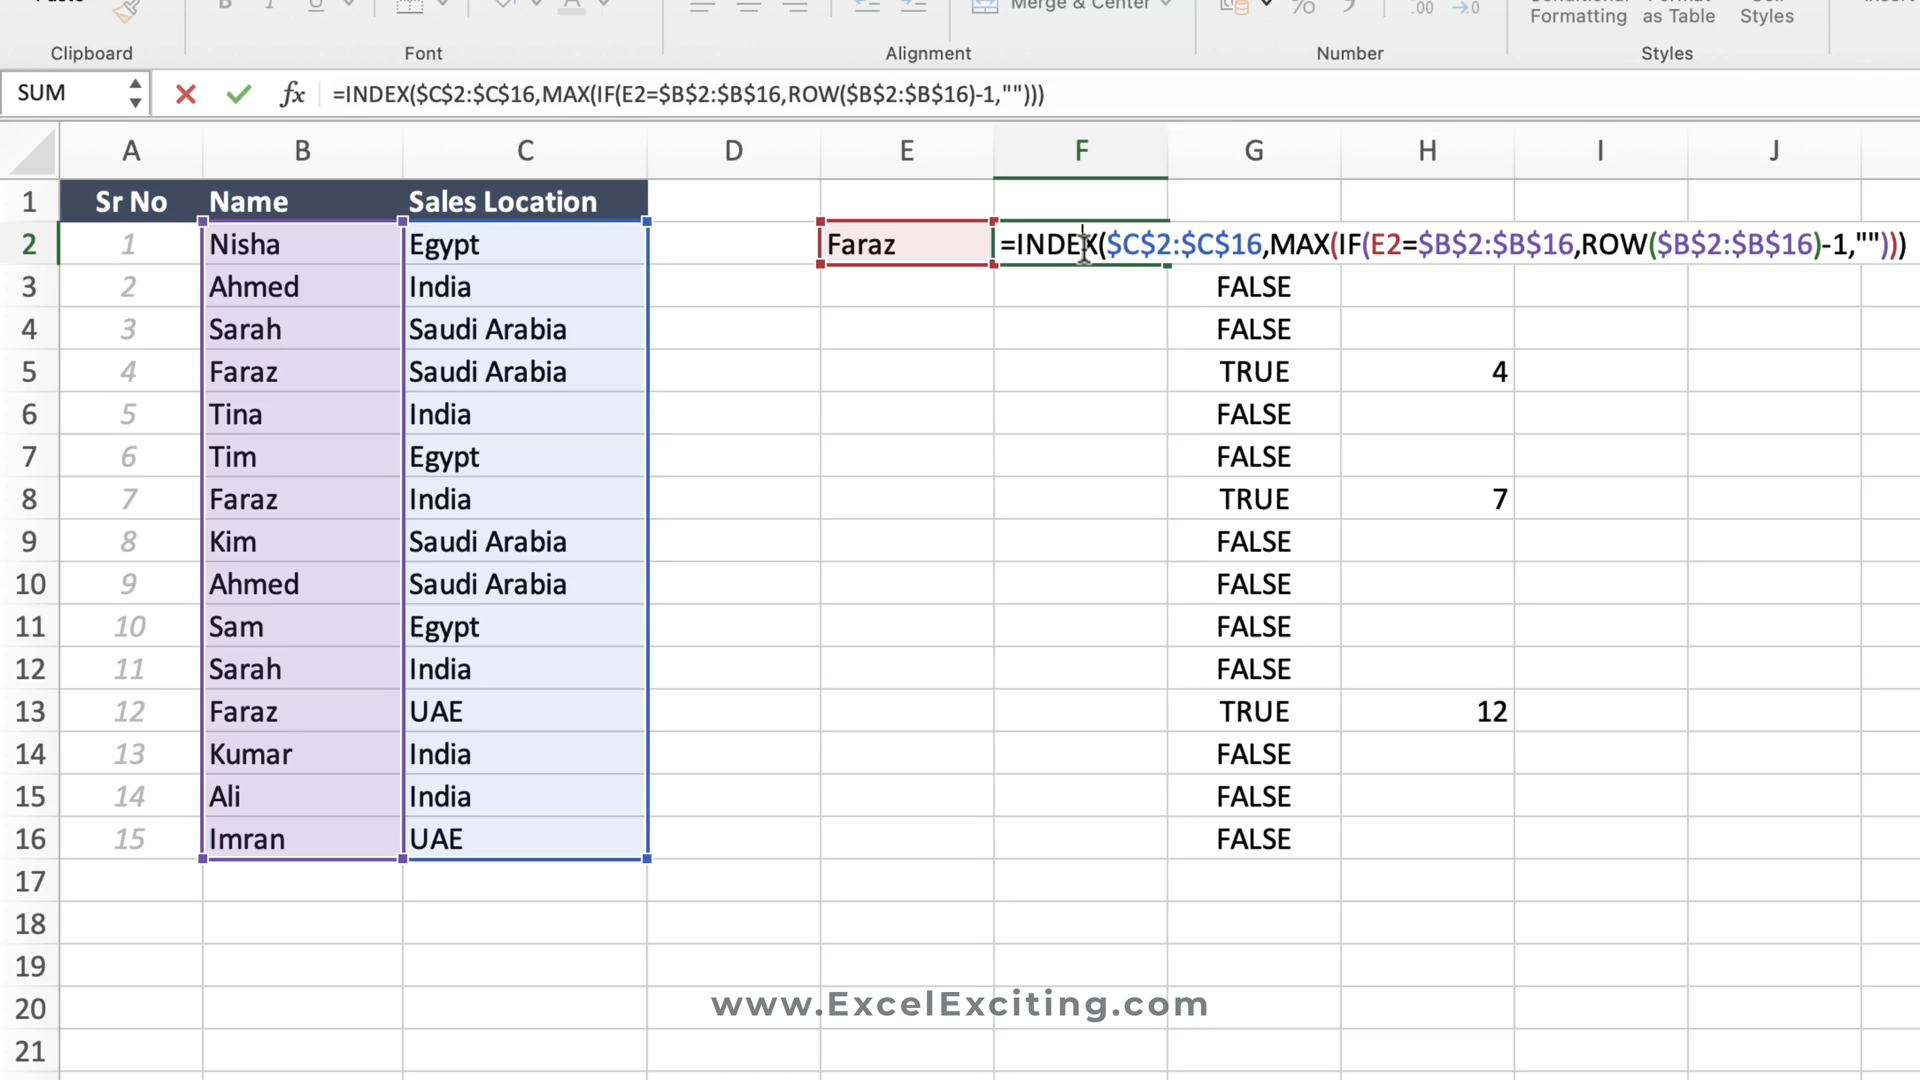 Merge & Center
Formatting
as Table
Styles
Clipboard
Font
Alignment
Number
Styles
SUM
fx
=INDEX($C$2:$C$16,MAX(IF(E2=$B$2:$B$16,ROW($B$2:$B$16)-1,"")))
A B C D E F G H I J
1 Sr No Name Sales Location
2 1 Nisha Egypt Faraz =INDEX($C$2:$C$16,MAX(IF(E2=$B$2:$B$16,ROW($B$2:$B$16)-1,"")))
3 2 Ahmed India FALSE
4 3 Sarah Saudi Arabia FALSE
5 4 Faraz Saudi Arabia TRUE 4
6 5 Tina India FALSE
7 6 Tim Egypt FALSE
8 7 Faraz India TRUE 7
9 8 Kim Saudi Arabia FALSE
10 9 Ahmed Saudi Arabia FALSE
11 10 Sam Egypt FALSE
12 11 Sarah India FALSE
13 12 Faraz UAE TRUE 12
14 13 Kumar India FALSE
15 14 Ali India FALSE
16 15 Imran UAE FALSE
17
18
19
20
21
www.ExcelExciting.com